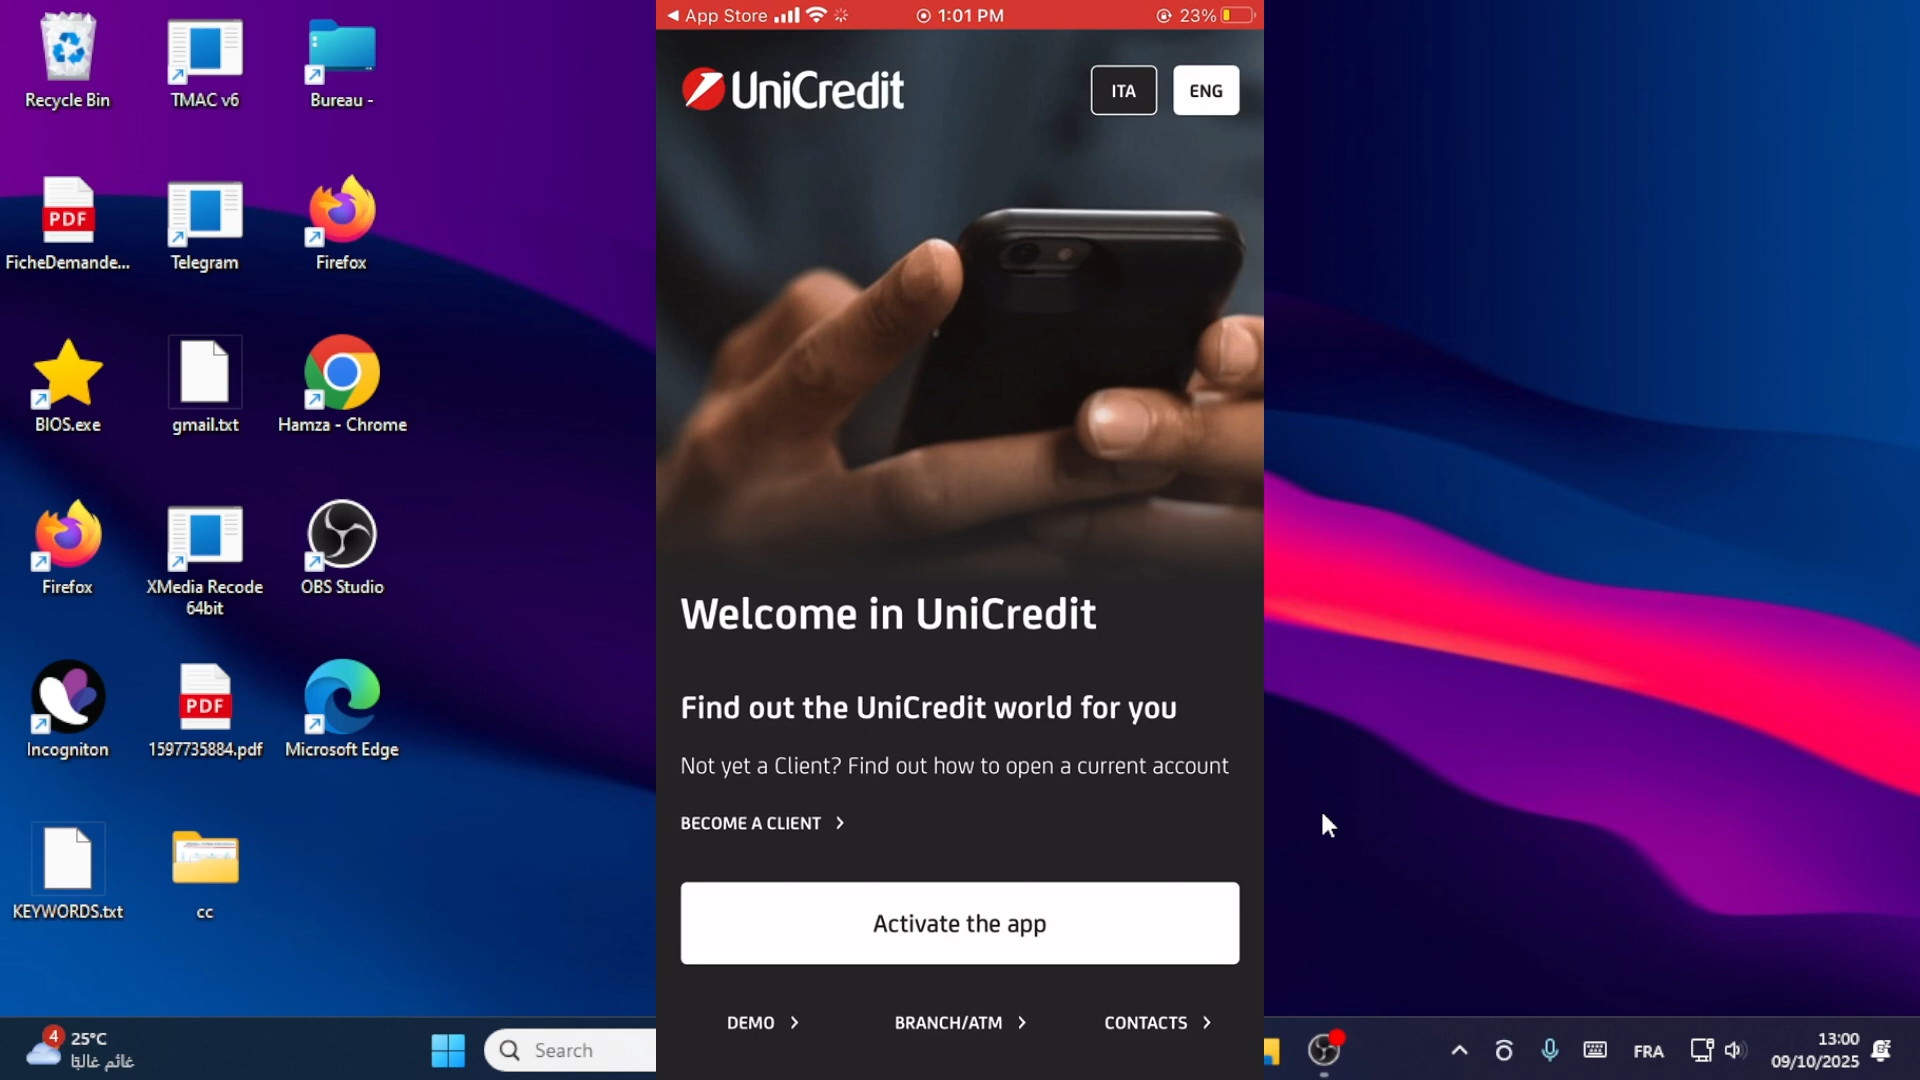 Recycle Bin
TMAC v6
Bureau -
PDF
FicheDemande...
Telegram
Firefox
BIOS.exe
gmail.txt
Hamza - Chrome
Firefox
XMedia Recode
64bit
OBS Studio
Incogniton
PDF
1597735884.pdf
Microsoft Edge
KEYWORDS.txt
cc
4
25°C
غائم غالبًا
Search
App Store
1:01 PM
23%
UniCredit
ITA
ENG
Welcome in UniCredit
Find out the UniCredit world for you
Not yet a Client? Find out how to open a current account
BECOME A CLIENT
Activate the app
DEMO
BRANCH/ATM
CONTACTS
FRA
13:00
09/10/2025